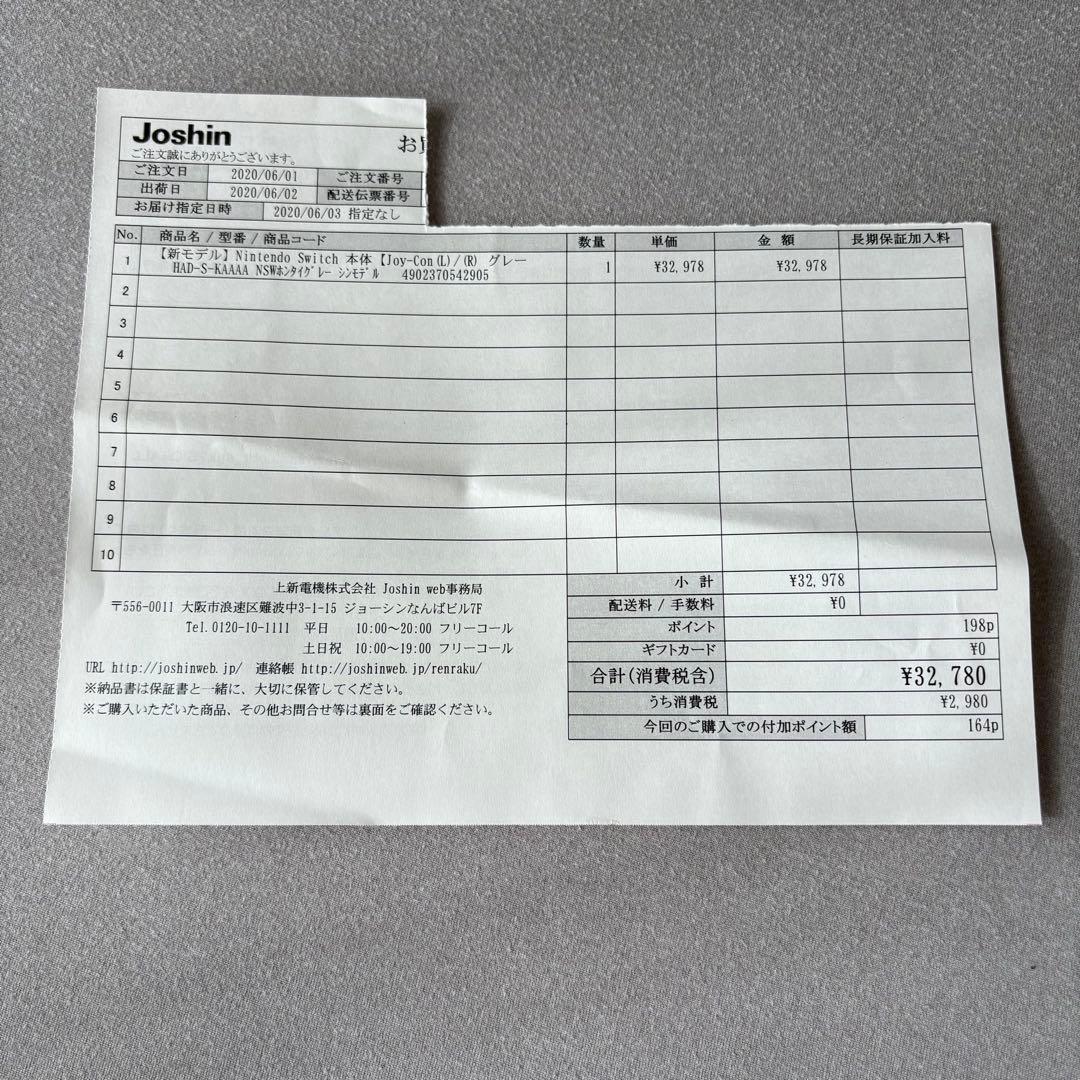 Joshin
お買
ご注文誠にありがとうございます。
ご注文日 2020/06/01 ご注文番号
出荷日 2020/06/02 配送伝票番号
お届け指定日時 2020/06/03 指定なし
No. 商品名 / 型番 / 商品コード 数量 単価 金 額 長期保証加入料
1 【新モデル】Nintendo Switch 本体【Joy-Con(L)/(R) グレー 1 ¥32,978 ¥32,978
HAD-S-KAAAA NSWホンタイグレー シンモデル 4902370542905
2
3
4
5
6
7
8
9
10
上新電機株式会社 Joshin web事務局
〒556-0011 大阪市浪速区難波中3-1-15 ジョーシンなんばビル7F
Tel.0120-10-1111 平日 10:00～20:00 フリーコール
土日祝 10:00～19:00 フリーコール
URL http://joshinweb.jp/ 連絡帳 http://joshinweb.jp/renraku/
※納品書は保証書と一緒に、大切に保管してください。
※ご購入いただいた商品、その他お問合せ等は裏面をご確認ください。
小 計 ¥32,978
配送料 / 手数料 ¥0
ポイント 198p
ギフトカード ¥0
合計(消費税含) ¥32,780
うち消費税 ¥2,980
今回のご購入での付加ポイント額 164p